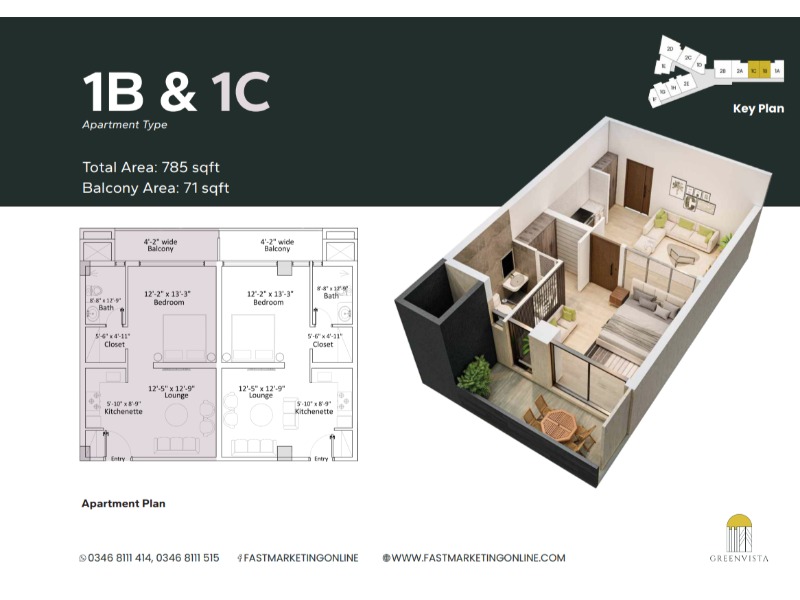 1B & 1C
Apartment Type
Total Area: 785 sqft
Balcony Area: 71 sqft
2D
2C
1D
1E
2E
1H
1G
1F
2B
2A
1C
1B
1A
Key Plan
4'-2" wide
Balcony
4'-2" wide
Balcony
8'-8" x 12'-9"
Bath
12'-2" x 13'-3"
Bedroom
12'-2" x 13'-3"
Bedroom
8'-8" x 12'-9"
Bath
5'-6" x 4'-11"
Closet
5'-6" x 4'-11"
Closet
12'-5" x 12'-9"
Lounge
12'-5" x 12'-9"
Lounge
5'-10" x 8'-9"
Kitchenette
5'-10" x 8'-9"
Kitchenette
Entry
Entry
Apartment Plan
0346 8111 414, 0346 8111 515
FASTMARKETINGONLINE
WWW.FASTMARKETINGONLINE.COM
GREENVISTA